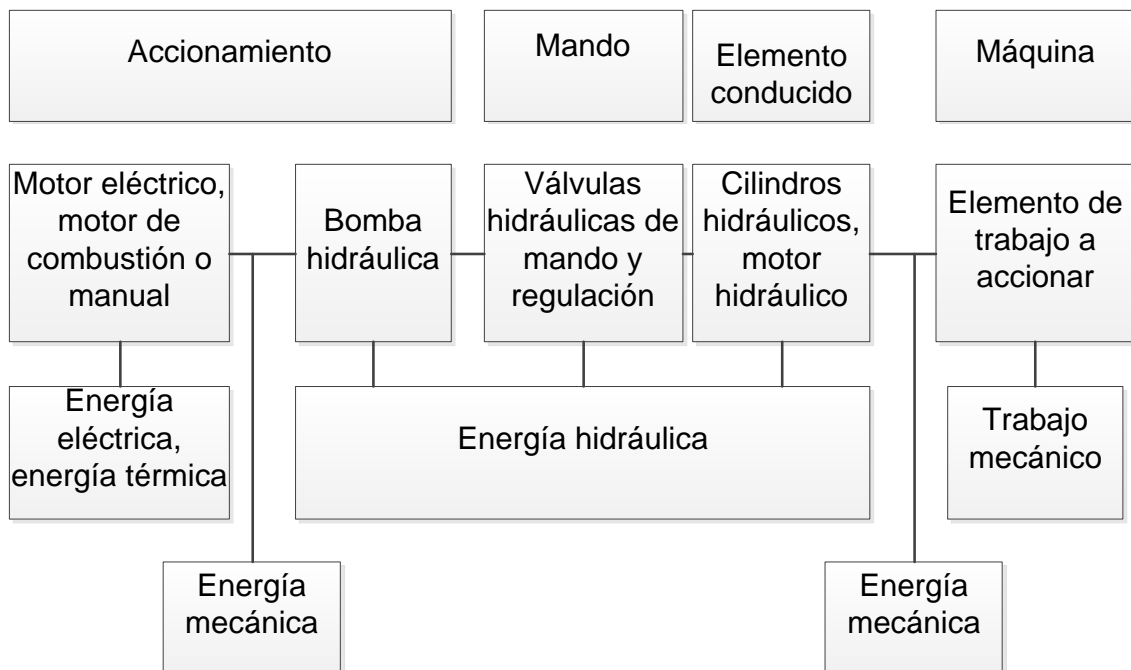 Accionamiento
Mando
Elemento
conducido
Máquina
Motor eléctrico,
motor de
combustión o
manual
Bomba
hidráulica
Válvulas
hidráulicas de
mando y
regulación
Cilindros
hidráulicos,
motor
hidráulico
Elemento de
trabajo a
accionar
Energía
eléctrica,
energía térmica
Energía hidráulica
Trabajo
mecánico
Energía
mecánica
Energía
mecánica